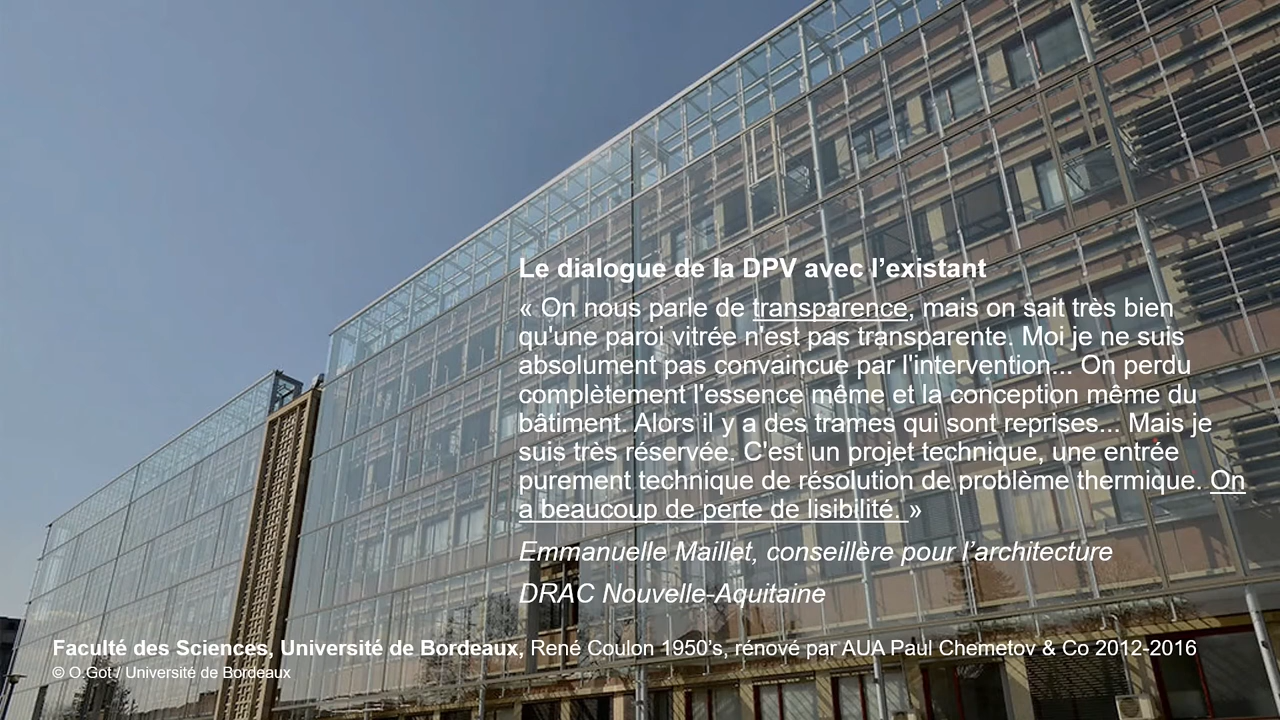 Le dialogue de la DPV avec l’existant
« On nous parle de transparence, mais on sait très bien
qu'une paroi vitrée n'est pas transparente. Moi je ne suis
absolument pas convaincue par l'intervention... On perdu
complètement l'essence même et la conception même du
bâtiment. Alors il y a des trames qui sont reprises... Mais je
suis très réservée. C'est un projet technique, une entrée
purement technique de résolution de problème thermique. On
a beaucoup de perte de lisibilité. »
Emmanuelle Maillet, conseillère pour l’architecture
DRAC Nouvelle-Aquitaine
Faculté des Sciences, Université de Bordeaux, René Coulon 1950’s, rénové par AUA Paul Chemetov & Co 2012-2016
© O.Got / Université de Bordeaux